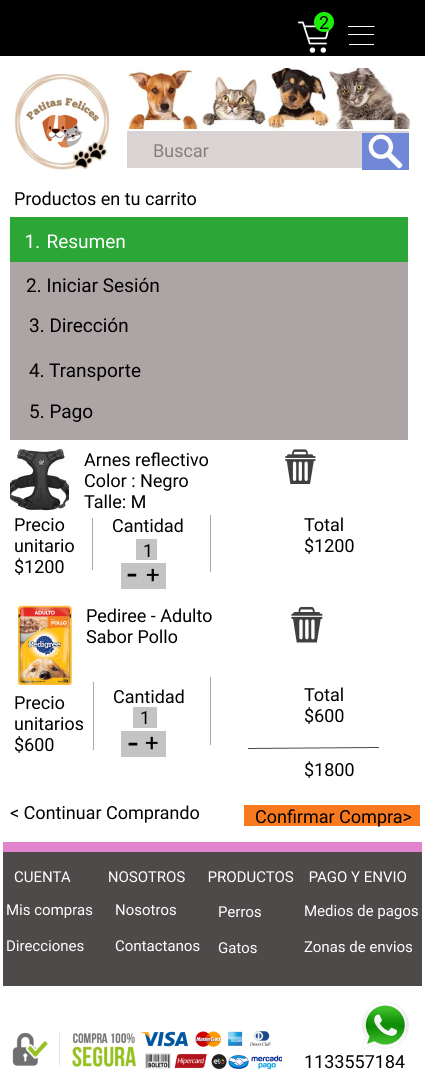 2
Patitas Felices
Buscar
Productos en tu carrito
1. Resumen
2. Iniciar Sesión
3. Dirección
4. Transporte
5. Pago
Arnes reflectivo
Color : Negro
Talle: M
Precio
unitario
$1200
Cantidad
1
- +
Total
$1200
ADULTO
POLLO
Pedigree
Pediree - Adulto
Sabor Pollo
Precio
unitarios
$600
Cantidad
1
- +
Total
$600
$1800
< Continuar Comprando
Confirmar Compra>
CUENTA NOSOTROS PRODUCTOS PAGO Y ENVIO
Mis compras Nosotros Perros Medios de pagos
Direcciones Contactanos Gatos Zonas de envios
COMPRA 100%
SEGURA
VISA MasterCard Diners Club
BOLETO Hipercard elo mercado pago
1133557184